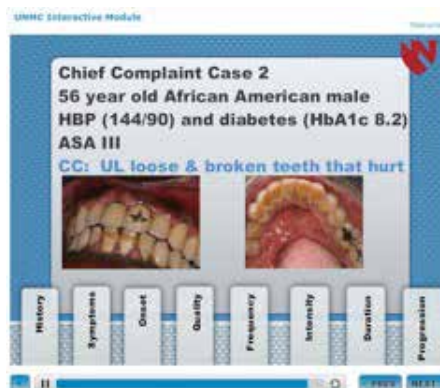 UNMC Interactive Module
Chief Complaint Case 2
56 year old African American male
HBP (144/90) and diabetes (HbA1c 8.2)
ASA III
CC: UL loose & broken teeth that hurt
History
Symptoms
Onset
Quality
Frequency
Intensity
Duration
Progression
PREV
NEXT